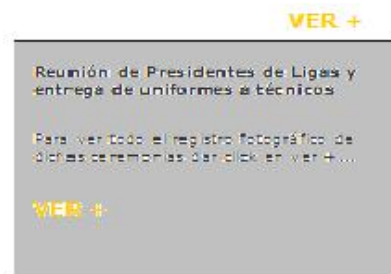 VER +
Reunión de Presidentes de Ligas y
entrega de uniformes a técnicos
Para ver todo el registro fotográfico de
dichas ceremonias dar click en ver + ...
VER +